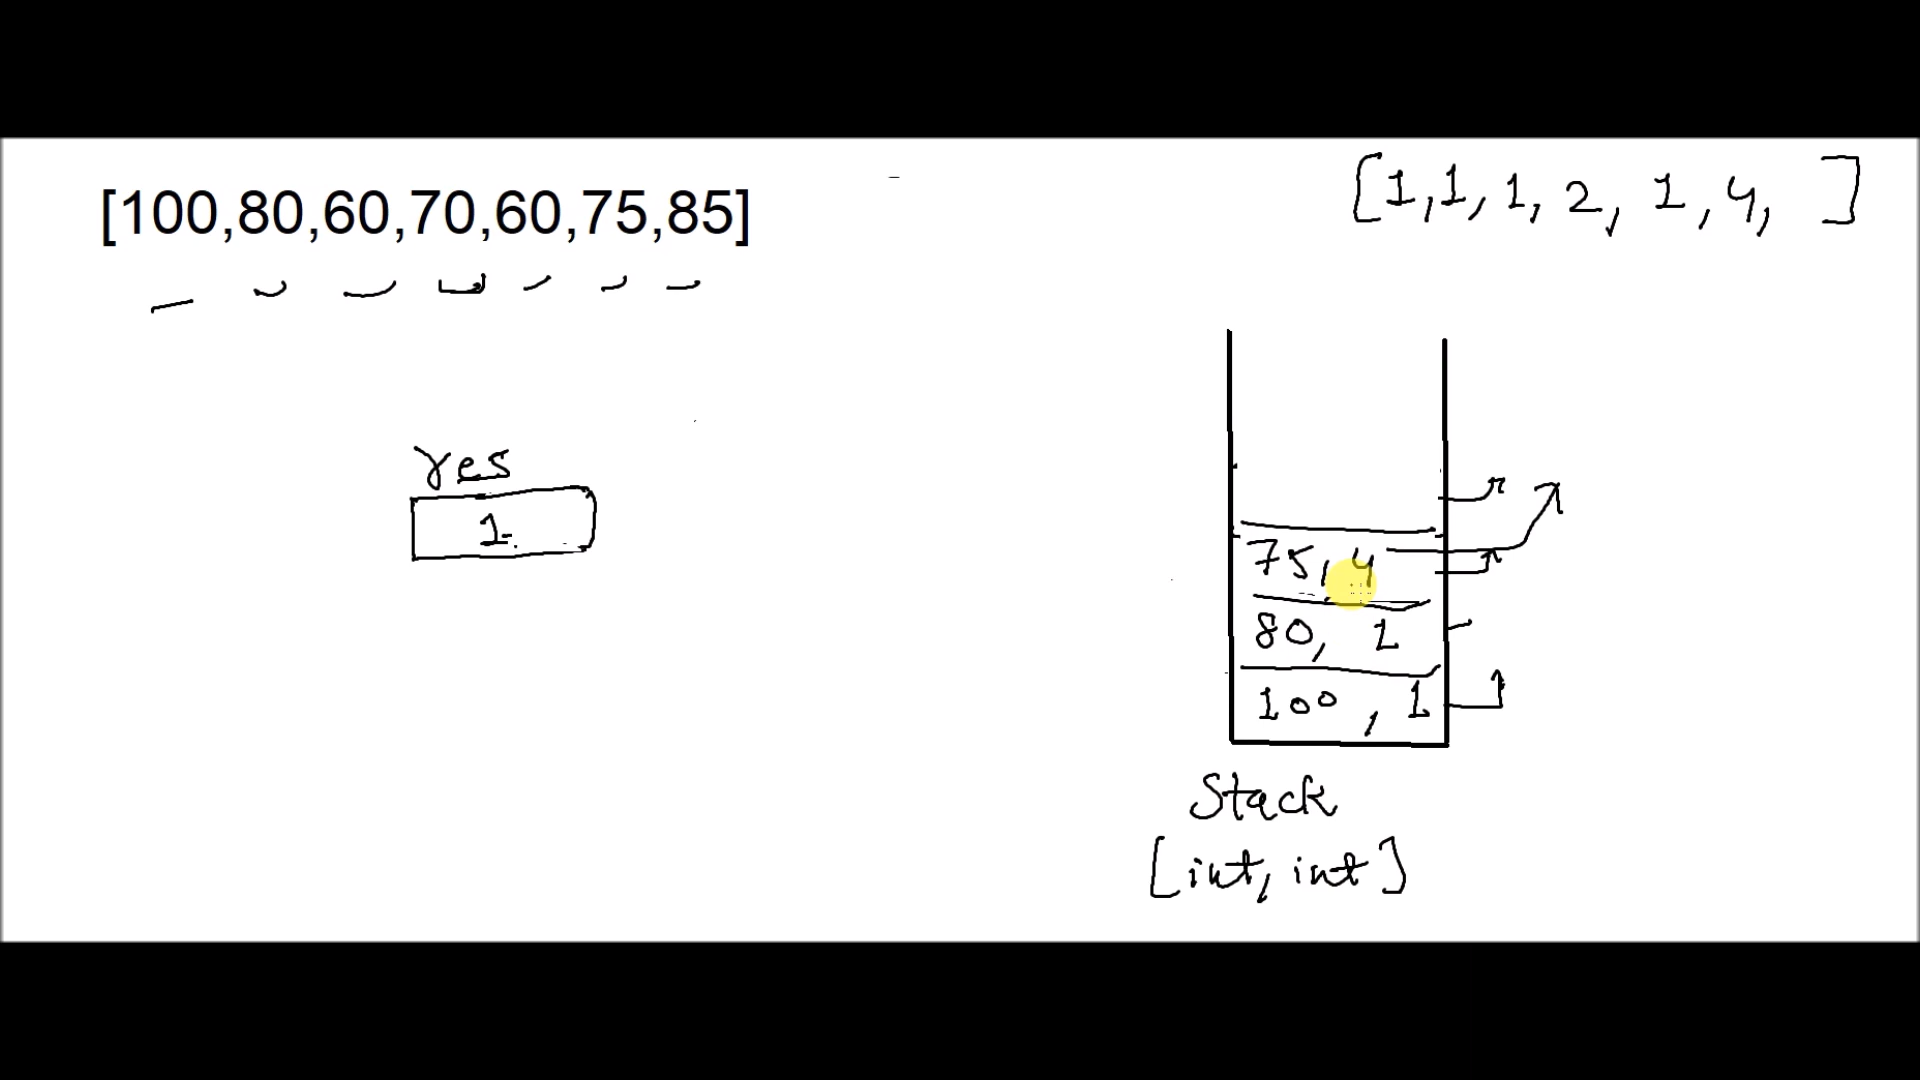 [100,80,60,70,60,75,85]
[1,1,1,2,1,4, ]
res
1
75,4
80, 1
100, 1
Stack
[int, int]